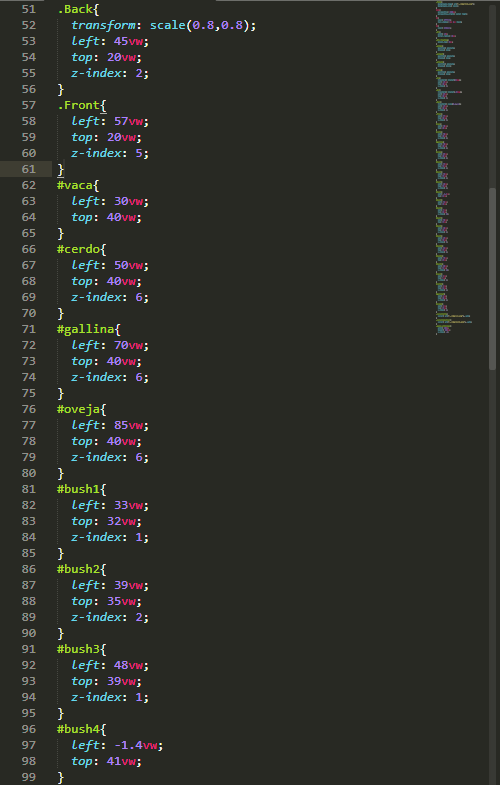 51 .Back{
52 transform: scale(0.8,0.8);
53 left: 45vw;
54 top: 20vw;
55 z-index: 2;
56 }
57 .Front{
58 left: 57vw;
59 top: 20vw;
60 z-index: 5;
61 }
62 #vaca{
63 left: 30vw;
64 top: 40vw;
65 }
66 #cerdo{
67 left: 50vw;
68 top: 40vw;
69 z-index: 6;
70 }
71 #gallina{
72 left: 70vw;
73 top: 40vw;
74 z-index: 6;
75 }
76 #oveja{
77 left: 85vw;
78 top: 40vw;
79 z-index: 6;
80 }
81 #bush1{
82 left: 33vw;
83 top: 32vw;
84 z-index: 1;
85 }
86 #bush2{
87 left: 39vw;
88 top: 35vw;
89 z-index: 2;
90 }
91 #bush3{
92 left: 48vw;
93 top: 39vw;
94 z-index: 1;
95 }
96 #bush4{
97 left: -1.4vw;
98 top: 41vw;
99 }